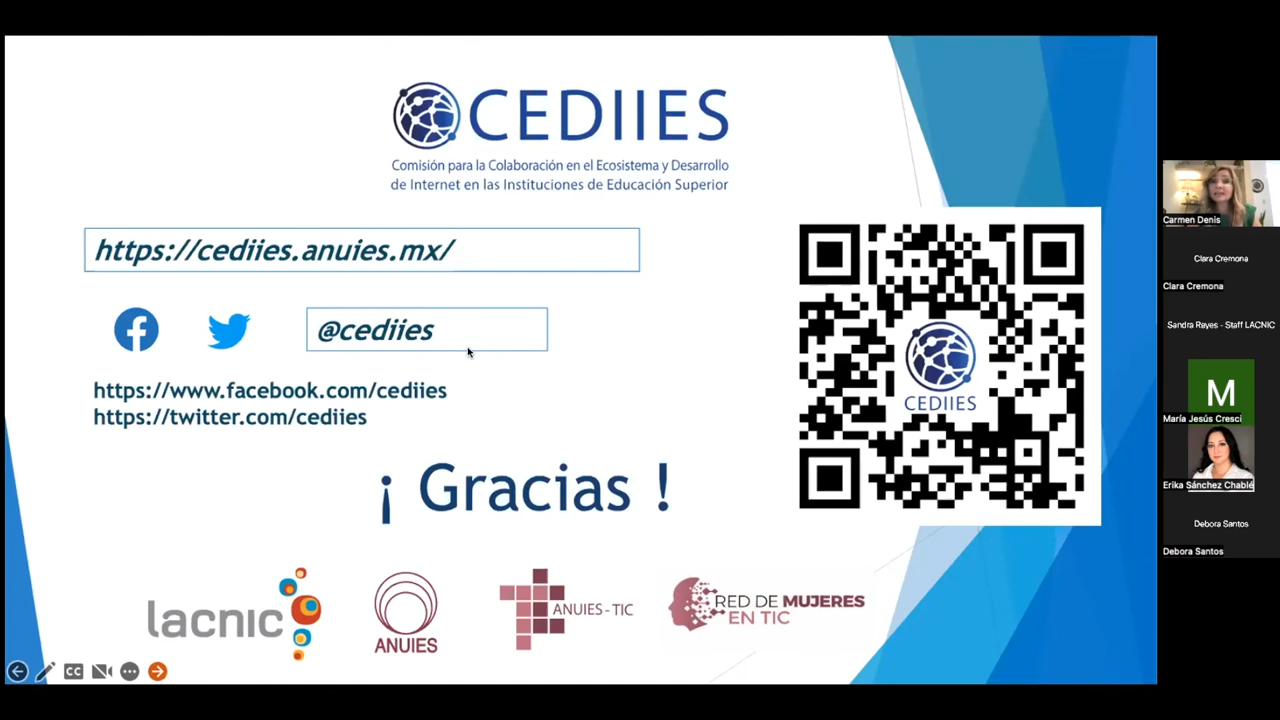 CEDIIES
Comisión para la Colaboración en el Ecosistema y Desarrollo
de Internet en las Instituciones de Educación Superior
https://cediies.anuies.mx/
@cediies
https://www.facebook.com/cediies
https://twitter.com/cediies
CEDIIES
¡ Gracias !
lacnic
ANUIES
ANUIES-TIC
RED DE MUJERES
EN TIC
CC
Carmen Denis
Clara Cremona
Clara Cremona
Sandra Reyes - Staff LACNIC
M
María Jesús Cresci
Erika Sánchez Chablé
Debora Santos
Debora Santos